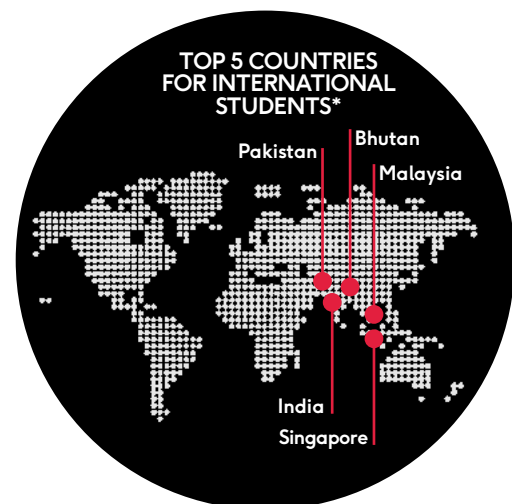 TOP 5 COUNTRIES
FOR INTERNATIONAL
STUDENTS*
Bhutan
Pakistan
Malaysia
India
Singapore